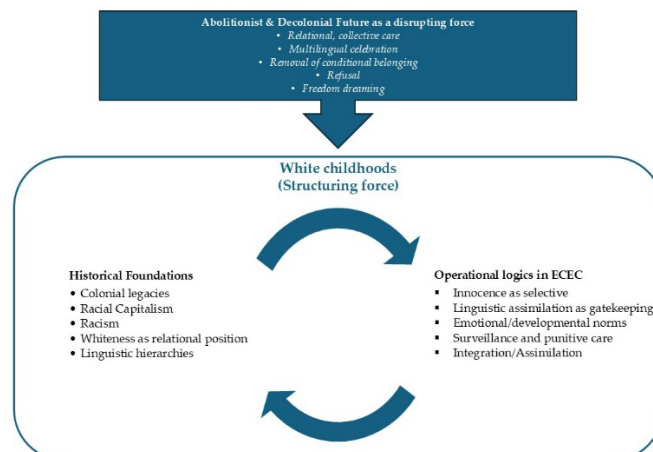 Abolitionist & Decolonial Future as a disrupting force
• Relational, collective care
• Multilingual celebration
• Removal of conditional belonging
• Refusal
• Freedom dreaming
White childhoods
(Structuring force)
Historical Foundations
• Colonial legacies
• Racial Capitalism
• Racism
• Whiteness as relational position
• Linguistic hierarchies
Operational logics in ECEC
▪ Innocence as selective
▪ Linguistic assimilation as gatekeeping
▪ Emotional/developmental norms
▪ Surveillance and punitive care
▪ Integration/Assimilation